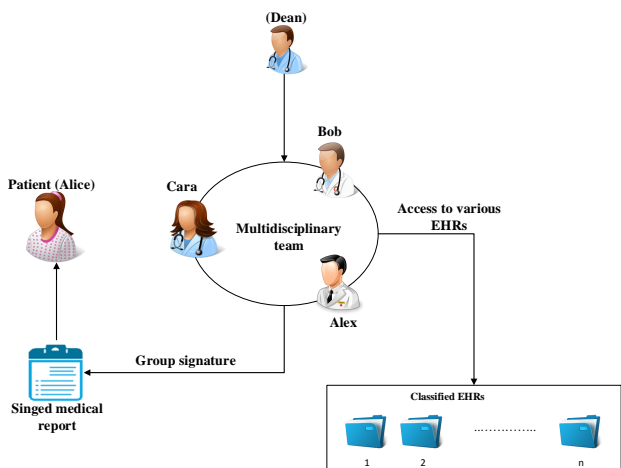 (Dean)
Bob
Patient (Alice)
Cara
Multidisciplinary
team
Access to various
EHRs
Alex
Group signature
Singed medical
report
Classified EHRs
1
2
..................
n